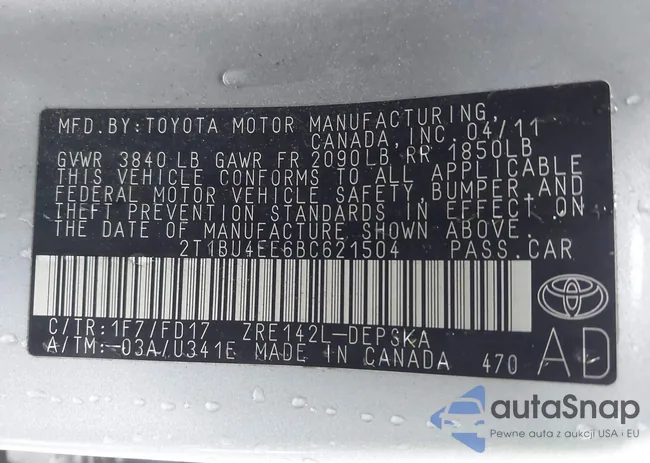 MFD.BY:TOYOTA MOTOR MANUFACTURING,
CANADA, INC. 04/11
GVWR 3840 LB GAWR FR 2090LB RR 1850LB
THIS VEHICLE CONFORMS TO ALL APPLICABLE
FEDERAL MOTOR VEHICLE SAFETY, BUMPER, AND
THEFT PREVENTION STANDARDS IN EFFECT ON
THE DATE OF MANUFACTURE SHOWN ABOVE.
2T1BU4EE6BC621504 PASS.CAR
C/TR:1F7/FD17 ZRE142L-DEPSKA
A/TM:-03A/U341E MADE IN CANADA 470
AD
autaSnap
Pewne auta z aukcji USA i EU